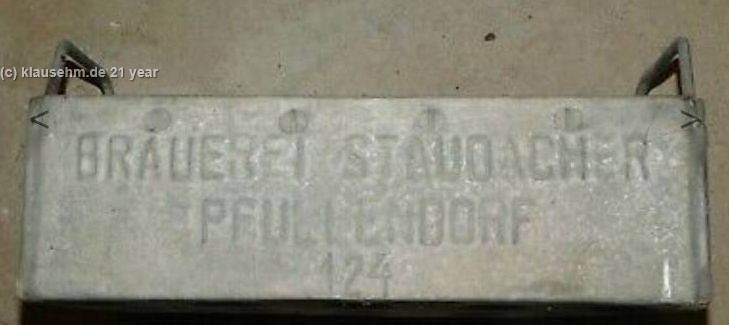 (c) klausehm.de 21 year
< >
BRAUEREI STAUDACHER
PFULLENDORF
124